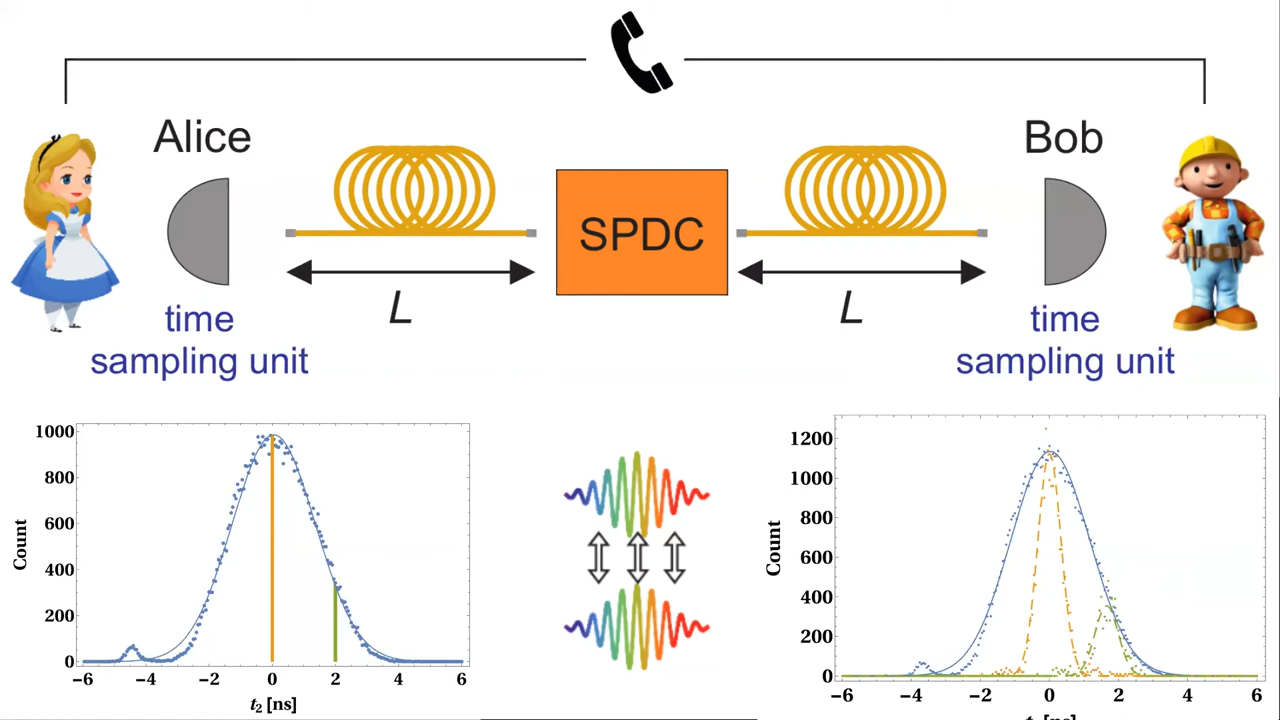 Alice
Bob
SPDC
L
L
time
sampling unit
time
sampling unit
1000
800
600
400
200
0
Count
−6 −4 −2 0 2 4 6
t2 [ns]
1200
1000
800
600
400
200
0
Count
−6 −4 −2 0 2 4 6
[ns]